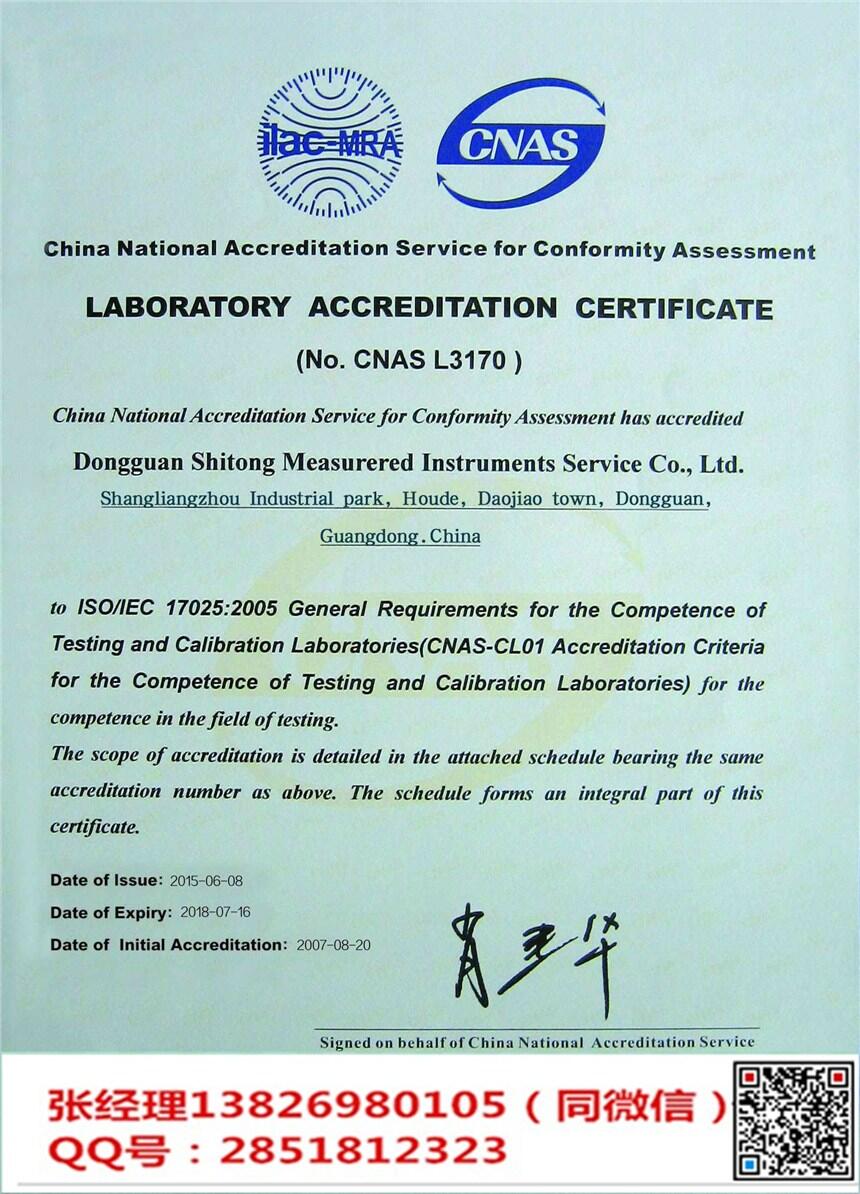 ilac-MRA
CNAS
China National Accreditation Service for Conformity Assessment
LABORATORY ACCREDITATION CERTIFICATE
(No. CNAS L3170 )
China National Accreditation Service for Conformity Assessment has accredited
Dongguan Shitong Measurered Instruments Service Co., Ltd.
Shangliangzhou Industrial park, Houde, Daojiao town, Dongguan,
Guangdong.China
to ISO/IEC 17025:2005 General Requirements for the Competence of
Testing and Calibration Laboratories(CNAS-CL01 Accreditation Criteria
for the Competence of Testing and Calibration Laboratories) for the
competence in the field of testing.
The scope of accreditation is detailed in the attached schedule bearing the same
accreditation number as above. The schedule forms an integral part of this
certificate.
Date of Issue: 2015-06-08
Date of Expiry: 2018-07-16
Date of Initial Accreditation: 2007-08-20
Signed on behalf of China National Accreditation Service
张经理13826980105（同微信）
QQ号：2851812323